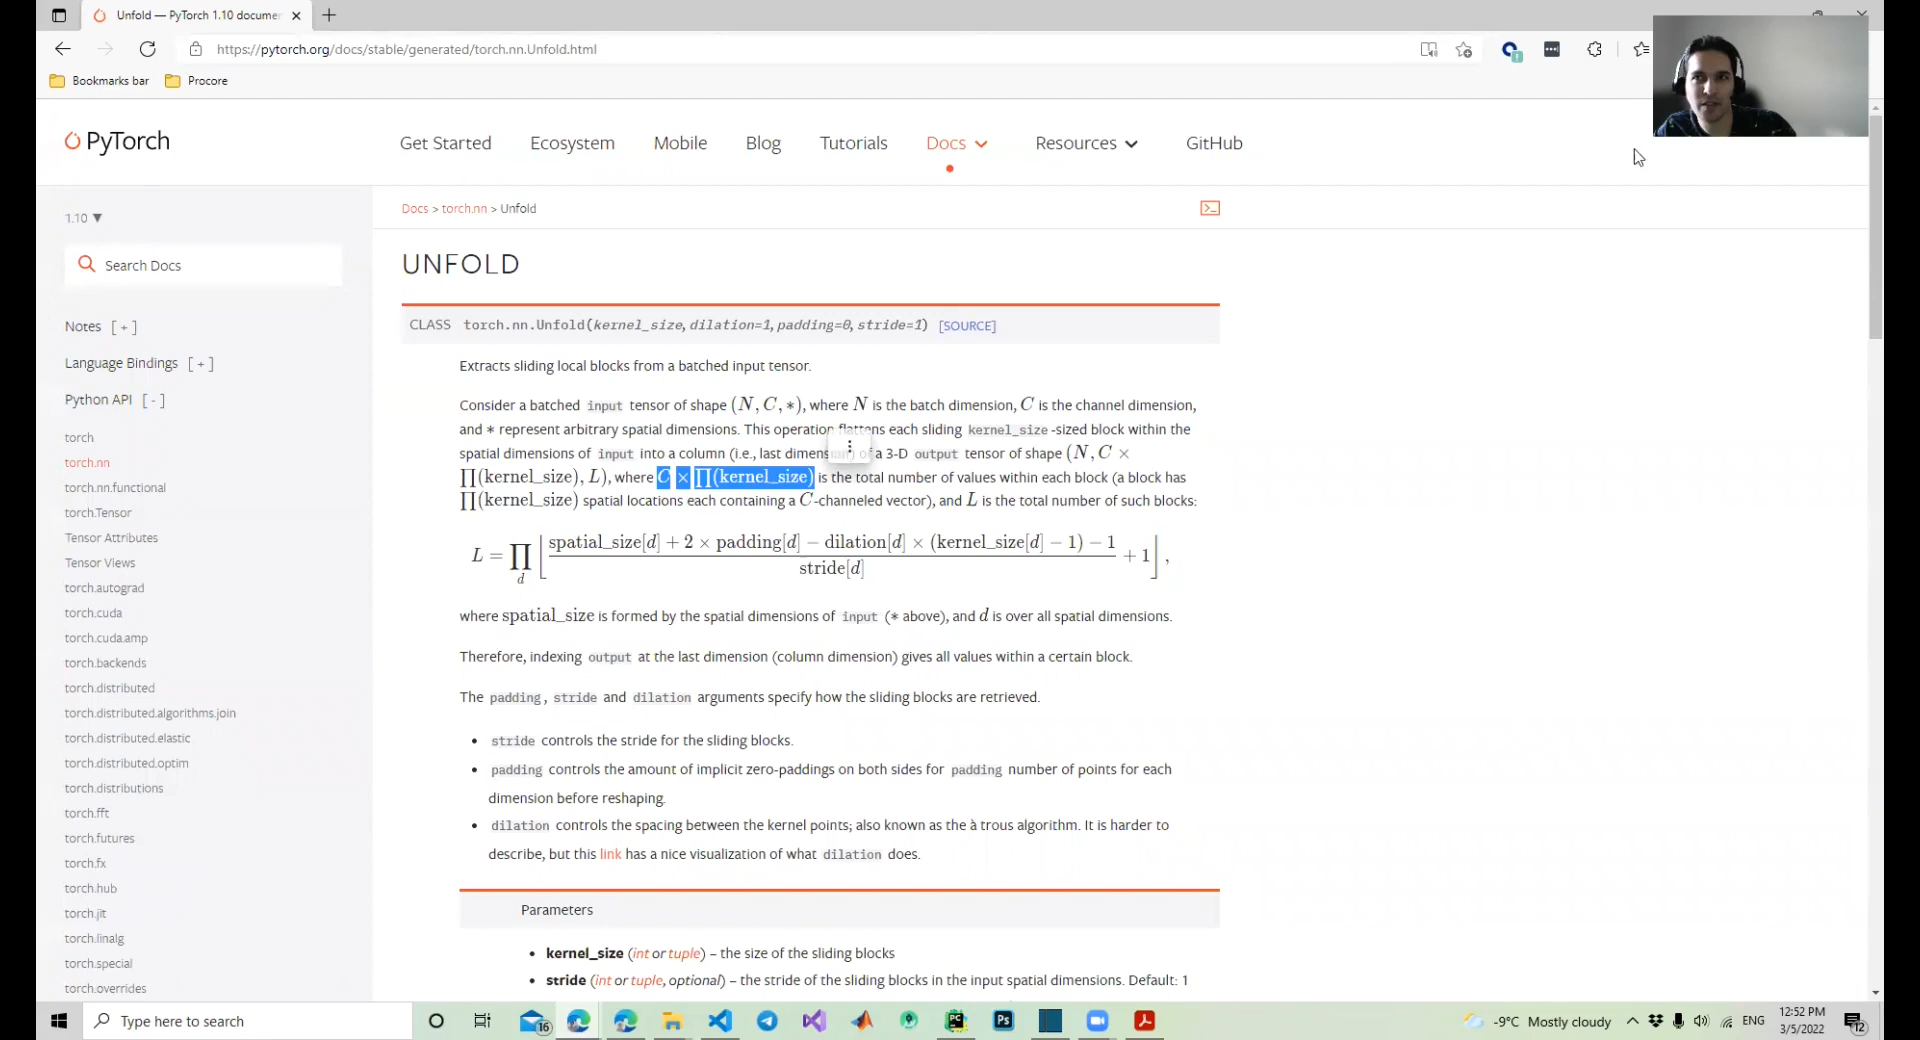 Unfold — PyTorch 1.10 documen
https://pytorch.org/docs/stable/generated/torch.nn.Unfold.html
Bookmarks bar
Procore
PyTorch
Get Started
Ecosystem
Mobile
Blog
Tutorials
Docs
Resources
GitHub
1.10 ▼
Docs > torch.nn > Unfold
Search Docs
UNFOLD
Notes [+]
Language Bindings [+]
Python API [-]
torch
torch.nn
torch.nn.functional
torch.Tensor
Tensor Attributes
Tensor Views
torch.autograd
torch.cuda
torch.cuda.amp
torch.backends
torch.distributed
torch.distributed.algorithms.join
torch.distributed.elastic
torch.distributed.optim
torch.distributions
torch.fft
torch.futures
torch.fx
torch.hub
torch.jit
torch.linalg
torch.special
torch.overrides
CLASS torch.nn.Unfold(kernel_size, dilation=1, padding=0, stride=1) [SOURCE]
Extracts sliding local blocks from a batched input tensor.
Consider a batched input tensor of shape (N, C, *), where N is the batch dimension, C is the channel dimension,
and * represent arbitrary spatial dimensions. This operation flattens each sliding kernel_size -sized block within the
spatial dimensions of input into a column (i.e., last dimension) of a 3-D output tensor of shape (N, C ×
∏(kernel_size), L), where C × ∏(kernel_size) is the total number of values within each block (a block has
∏(kernel_size) spatial locations each containing a C-channeled vector), and L is the total number of such blocks:
L = ∏_d ⌊ (spatial_size[d] + 2 × padding[d] − dilation[d] × (kernel_size[d] − 1) − 1) / stride[d] + 1 ⌋ ,
where spatial_size is formed by the spatial dimensions of input (* above), and d is over all spatial dimensions.
Therefore, indexing output at the last dimension (column dimension) gives all values within a certain block.
The padding, stride and dilation arguments specify how the sliding blocks are retrieved.
• stride controls the stride for the sliding blocks.
• padding controls the amount of implicit zero-paddings on both sides for padding number of points for each
dimension before reshaping.
• dilation controls the spacing between the kernel points; also known as the à trous algorithm. It is harder to
describe, but this link has a nice visualization of what dilation does.
Parameters
• kernel_size (int or tuple) – the size of the sliding blocks
• stride (int or tuple, optional) – the stride of the sliding blocks in the input spatial dimensions. Default: 1
Type here to search
16
PC
Ps
-9°C Mostly cloudy
ENG
12:52 PM
3/5/2022
12